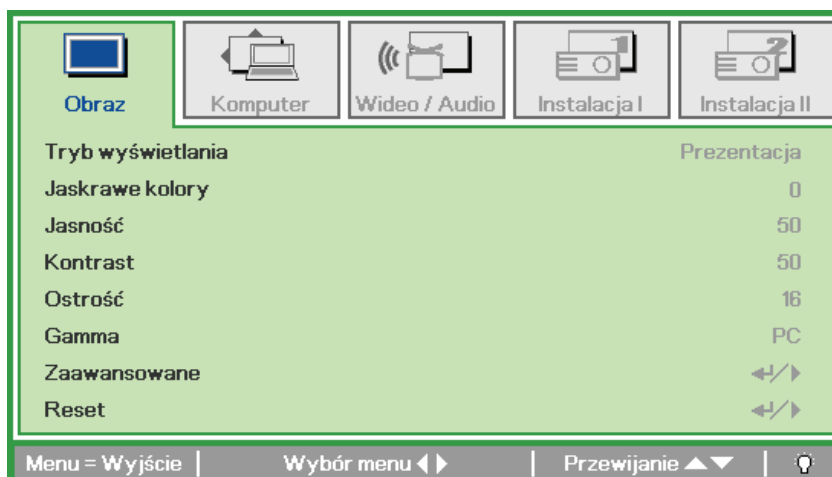 Obraz Komputer Wideo / Audio Instalacja I Instalacja II
Tryb wyświetlania Prezentacja
Jaskrawe kolory 0
Jasność 50
Kontrast 50
Ostrość 16
Gamma PC
Zaawansowane
Reset
Menu = Wyjście Wybór menu Przewijanie